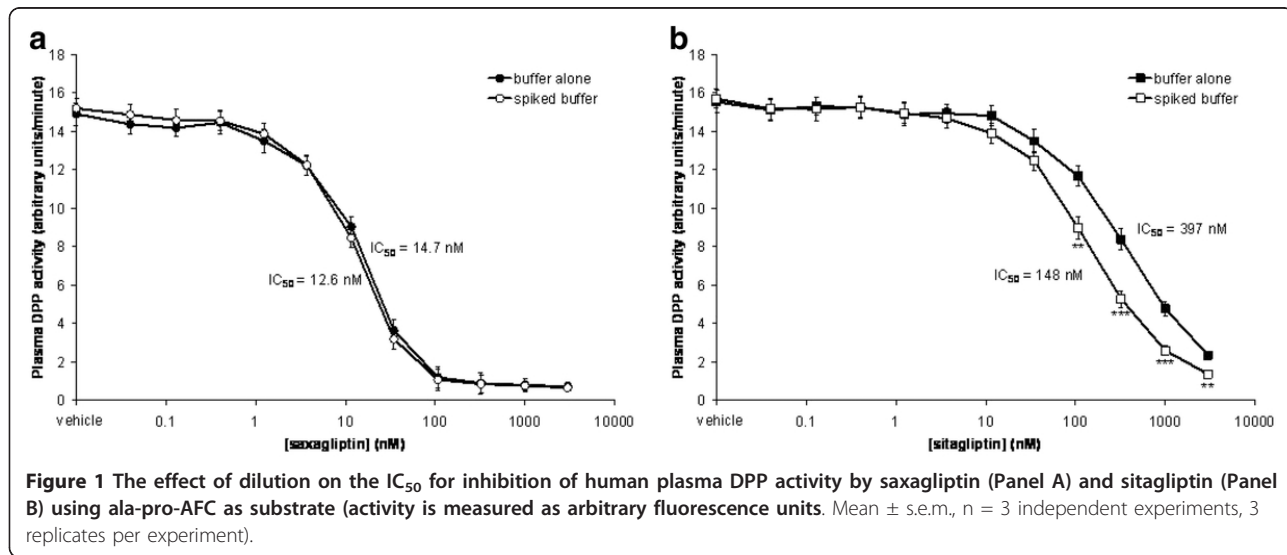 a
b
18
16
14
12
10
8
6
4
2
0
Plasma DPP activity (arbitrary units/minute)
buffer alone
spiked buffer
IC50 = 14.7 nM
IC50 = 12.6 nM
vehicle 0.1 1 10 100 1000 10000
[saxagliptin] (nM)
18
16
14
12
10
8
6
4
2
0
Plasma DPP activity (arbitrary units/minute)
buffer alone
spiked buffer
IC50 = 397 nM
IC50 = 148 nM
**
***
***
**
vehicle 0.1 1 10 100 1000 10000
[sitagliptin] (nM)
Figure 1 The effect of dilution on the IC50 for inhibition of human plasma DPP activity by saxagliptin (Panel A) and sitagliptin (Panel
B) using ala-pro-AFC as substrate (activity is measured as arbitrary fluorescence units. Mean ± s.e.m., n = 3 independent experiments, 3
replicates per experiment).